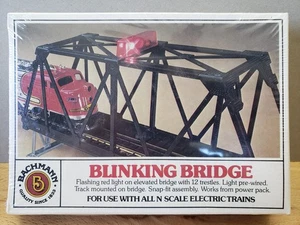 BLINKING BRIDGE
Flashing red light on elevated bridge with 12 trestles. Light pre-wired.
Track mounted on bridge. Snap-fit assembly. Works from power pack.
FOR USE WITH ALL N SCALE ELECTRIC TRAINS
BACHMANN
QUALITY SINCE 1833